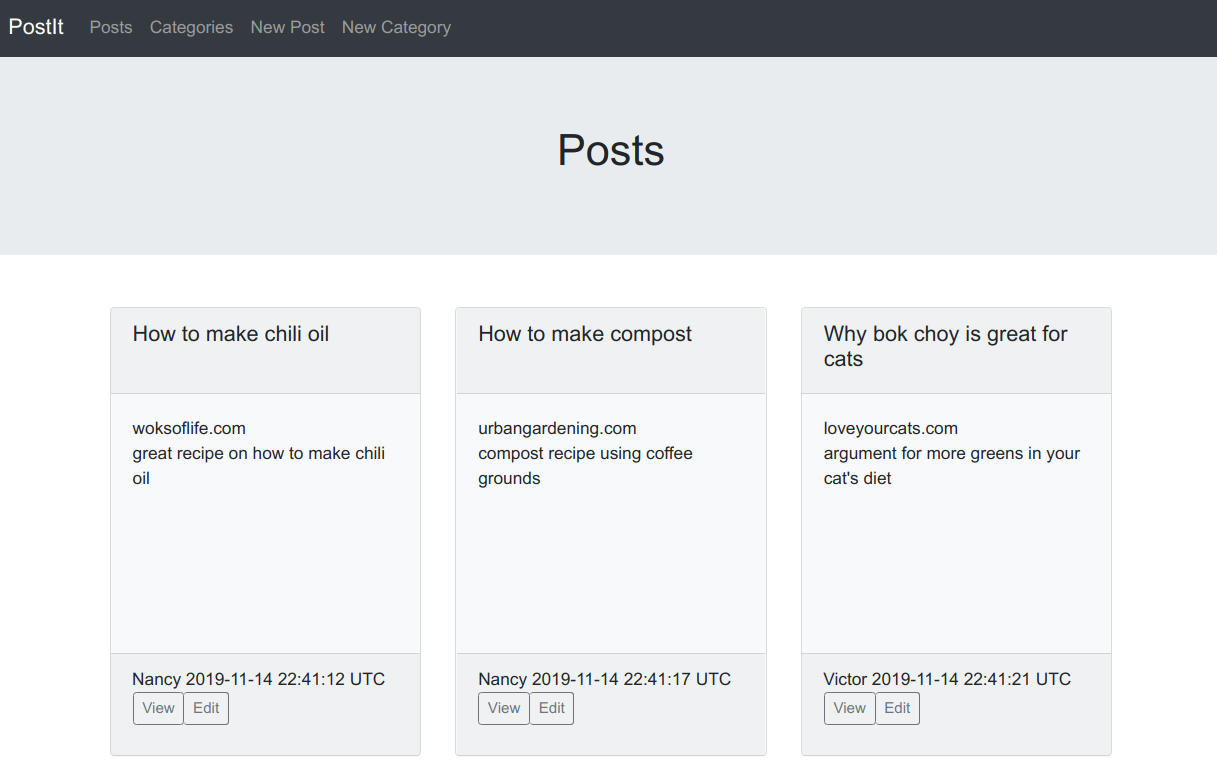 PostIt Posts Categories New Post New Category
Posts
How to make chili oil
woksoflife.com
great recipe on how to make chili
oil
Nancy 2019-11-14 22:41:12 UTC
View Edit
How to make compost
urbangardening.com
compost recipe using coffee
grounds
Nancy 2019-11-14 22:41:17 UTC
View Edit
Why bok choy is great for
cats
loveyourcats.com
argument for more greens in your
cat's diet
Victor 2019-11-14 22:41:21 UTC
View Edit